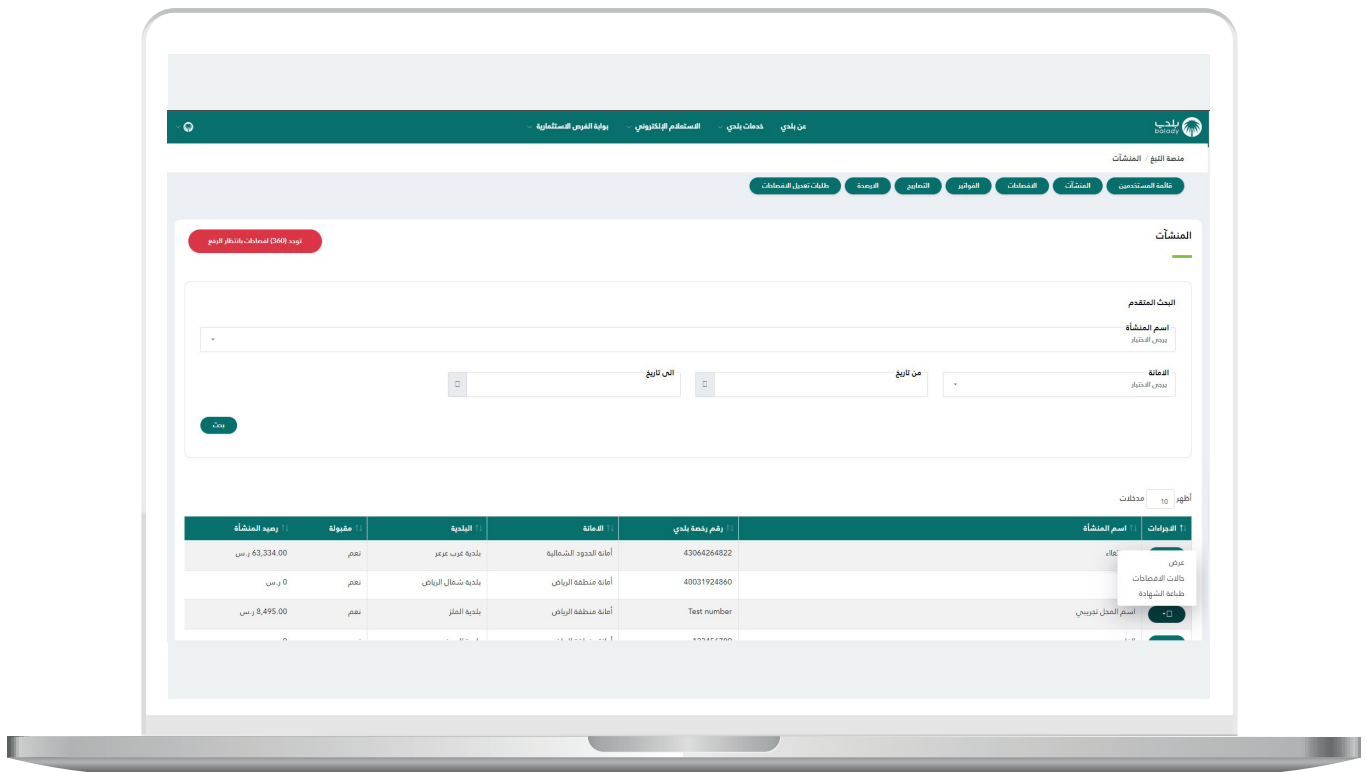 بلدي
balady
عن بلدي خدمات بلدي الاستعلام الإلكتروني بوابة الفرص الاستثمارية
منصة التبغ / المنشآت
قائمة المستخدمين المنشآت الافصاحات الفواتير التصاريح الارصدة طلبات تعديل الافصاحات
المنشآت
توجد (360) افصاحات بانتظار الرفع
البحث المتقدم
اسم المنشأة
يرجى الاختيار
الامانة من تاريخ الى تاريخ
يرجى الاختيار
بحث
أظهر 10 مدخلات
الاجراءات اسم المنشأة رقم رخصة بلدي الامانة البلدية مقبولة رصيد المنشأة
43064264822 أمانة الحدود الشمالية بلدية غرب عرعر نعم 63,334.00 ر.س
عرض
حالات الافصاحات
طباعة الشهادة
40031924860 أمانة منطقة الرياض بلدية شمال الرياض نعم 0 ر.س
اسم المحل تجريبي Test number أمانة منطقة الرياض بلدية الملز نعم 8,495.00 ر.س